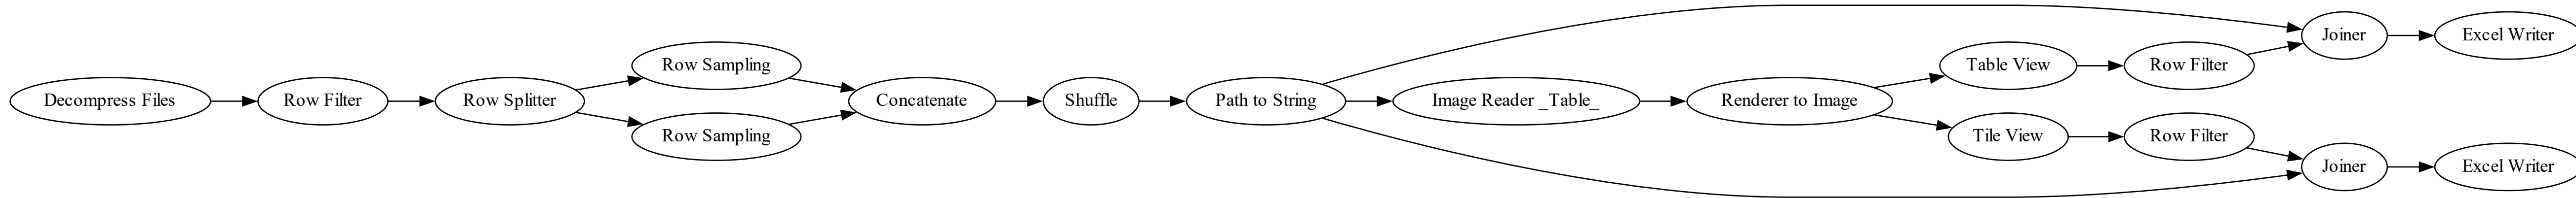 Decompress Files
Row Filter
Row Splitter
Row Sampling
Row Sampling
Concatenate
Shuffle
Path to String
Image Reader _Table_
Renderer to Image
Table View
Tile View
Row Filter
Row Filter
Joiner
Joiner
Excel Writer
Excel Writer